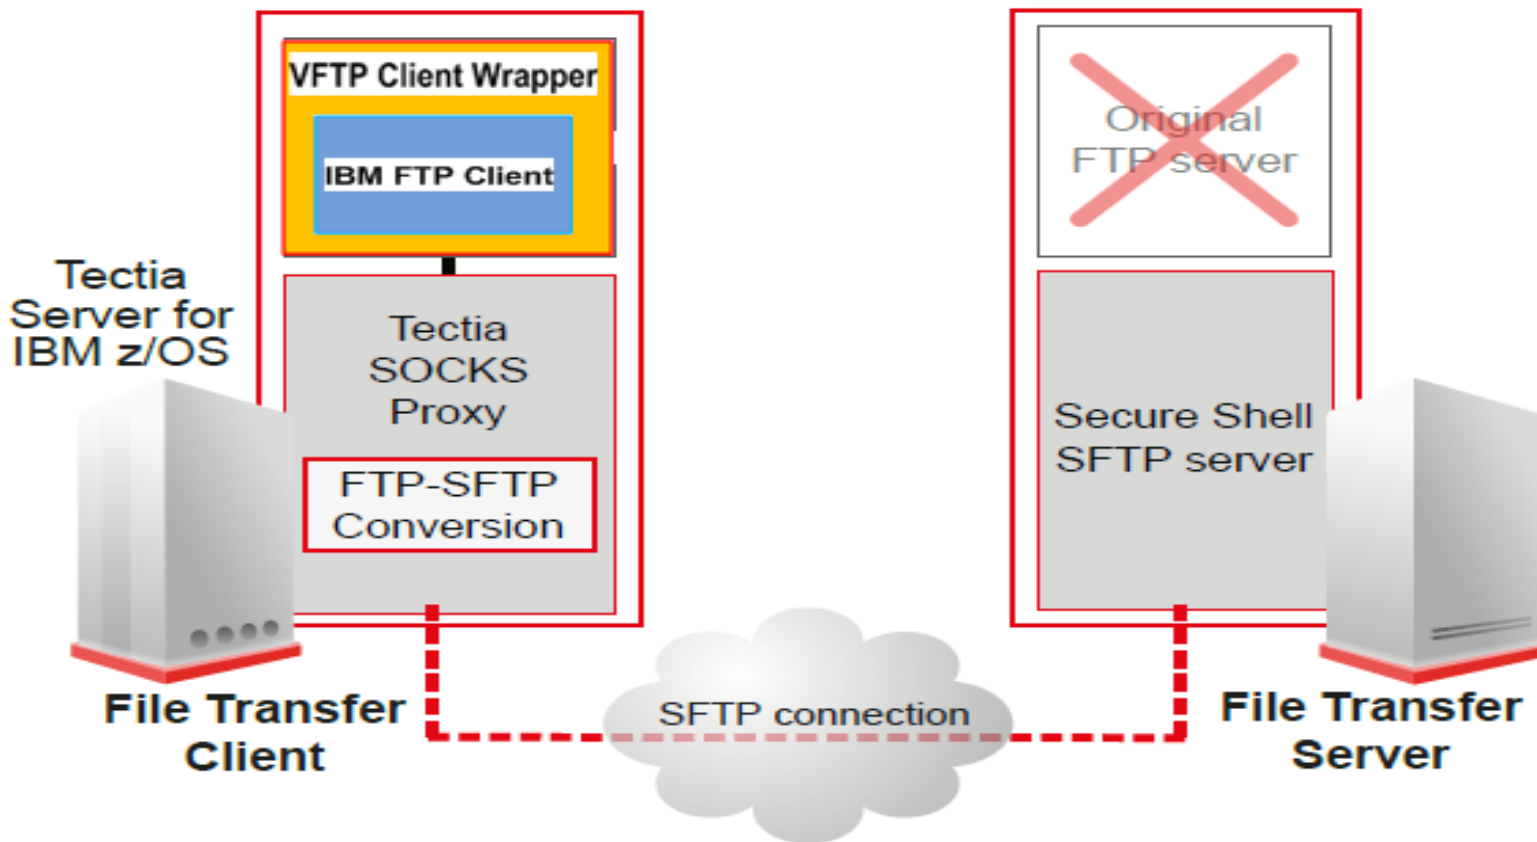 VFTP Client Wrapper
IBM FTP Client
Tectia
Server for
IBM z/OS
Tectia
SOCKS
Proxy
FTP-SFTP
Conversion
File Transfer
Client
SFTP connection
Original
FTP server
Secure Shell
SFTP server
File Transfer
Server